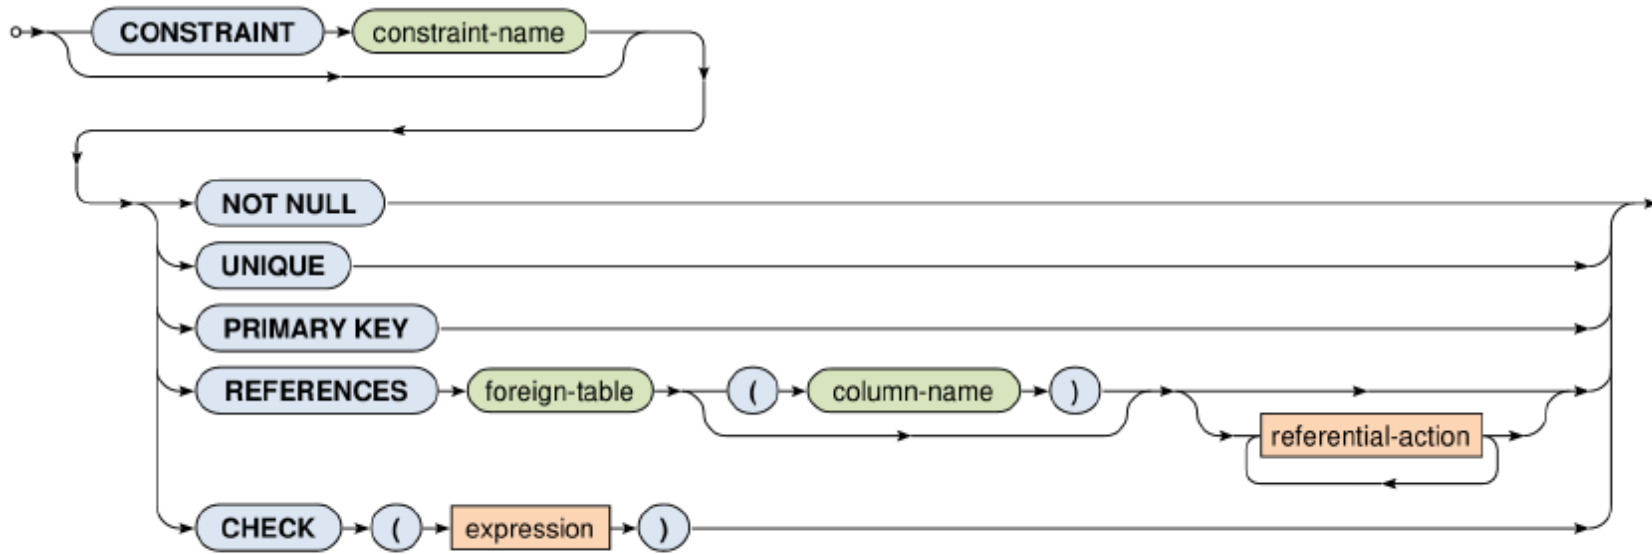 CONSTRAINT constraint-name
NOT NULL
UNIQUE
PRIMARY KEY
REFERENCES foreign-table ( column-name )
referential-action
CHECK ( expression )